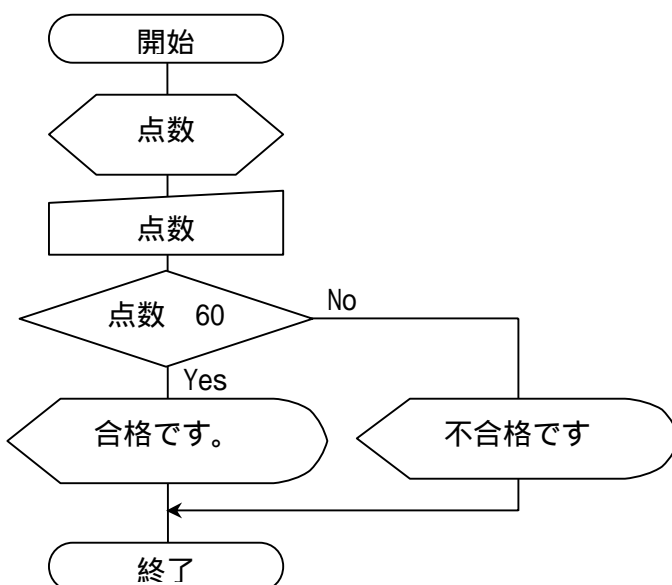 開始
点数
点数
点数　60
No
Yes
合格です。
不合格です
終了